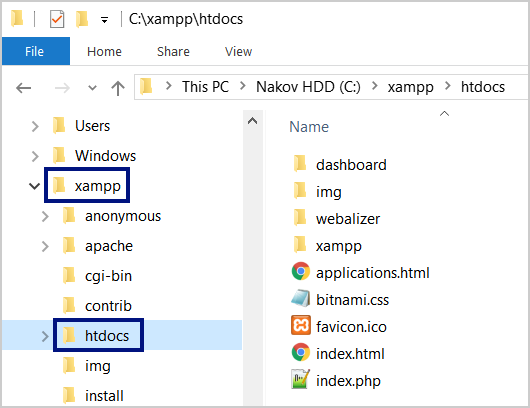 C:\xampp\htdocs
File Home Share View
This PC Nakov HDD (C:) xampp htdocs
Users
Windows
xampp
anonymous
apache
cgi-bin
contrib
htdocs
img
install
Name
dashboard
img
webalizer
xampp
applications.html
bitnami.css
favicon.ico
index.html
index.php